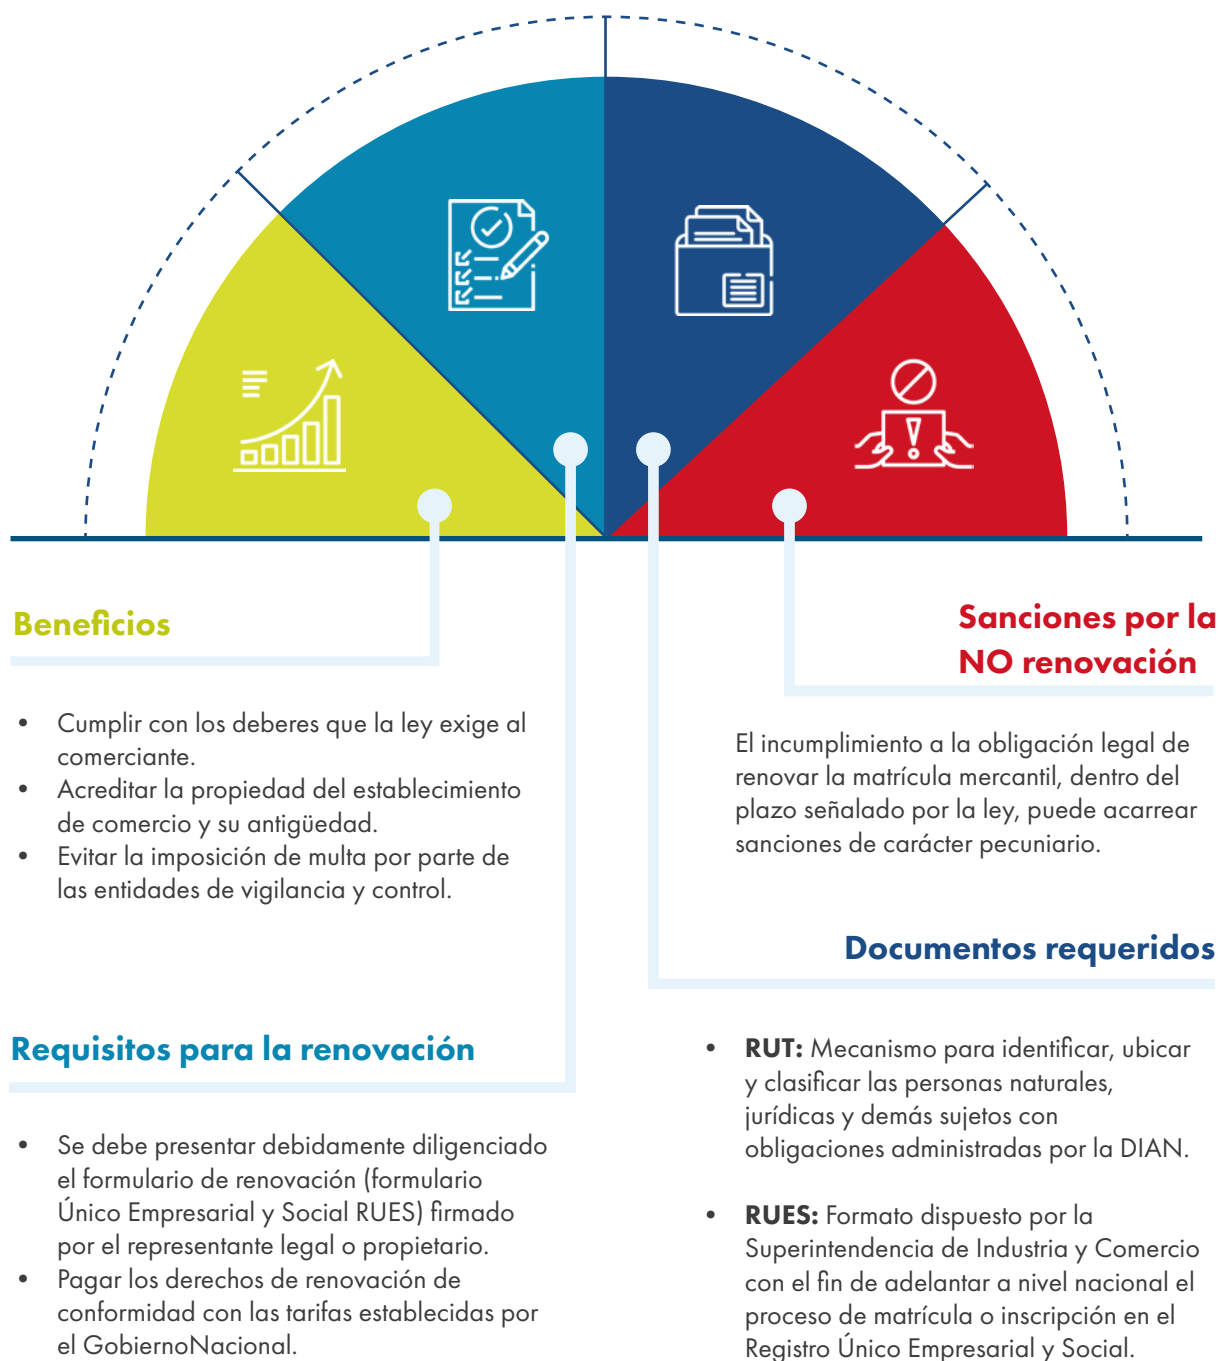 Beneficios
• Cumplir con los deberes que la ley exige al
comerciante.
• Acreditar la propiedad del establecimiento
de comercio y su antigüedad.
• Evitar la imposición de multa por parte de
las entidades de vigilancia y control.
Requisitos para la renovación
• Se debe presentar debidamente diligenciado
el formulario de renovación (formulario
Único Empresarial y Social RUES) firmado
por el representante legal o propietario.
• Pagar los derechos de renovación de
conformidad con las tarifas establecidas por
el GobiernoNacional.
Sanciones por la
NO renovación
El incumplimiento a la obligación legal de
renovar la matrícula mercantil, dentro del
plazo señalado por la ley, puede acarrear
sanciones de carácter pecuniario.
Documentos requeridos
• RUT: Mecanismo para identificar, ubicar
y clasificar las personas naturales,
jurídicas y demás sujetos con
obligaciones administradas por la DIAN.
• RUES: Formato dispuesto por la
Superintendencia de Industria y Comercio
con el fin de adelantar a nivel nacional el
proceso de matrícula o inscripción en el
Registro Único Empresarial y Social.